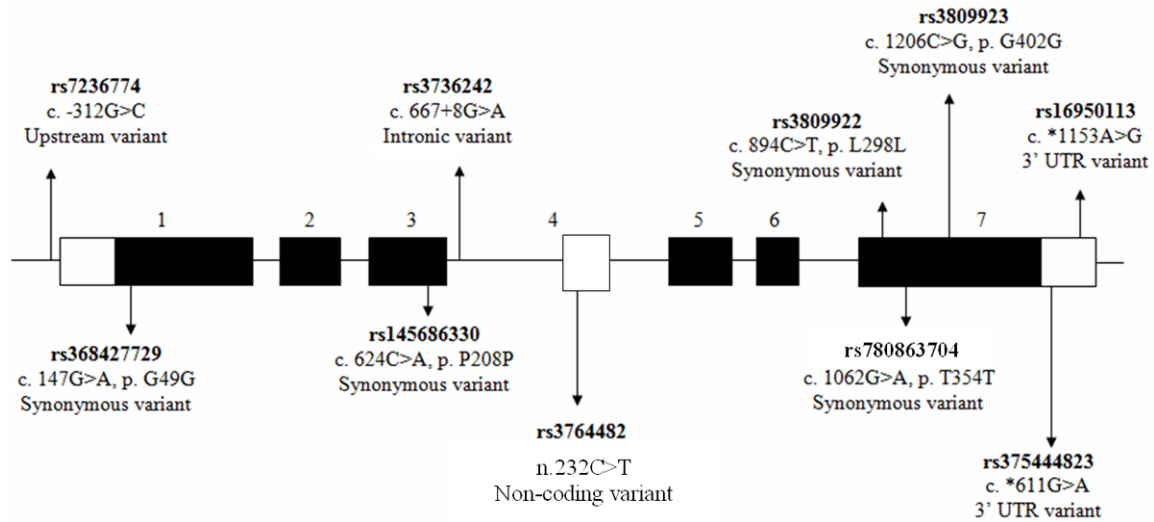 rs3809923
c. 1206C>G, p. G402G
Synonymous variant
rs7236774
c. -312G>C
Upstream variant
rs3736242
c. 667+8G>A
Intronic variant
rs3809922
c. 894C>T, p. L298L
Synonymous variant
rs16950113
c. *1153A>G
3' UTR variant
1 2 3 4 5 6 7
rs368427729
c. 147G>A, p. G49G
Synonymous variant
rs145686330
c. 624C>A, p. P208P
Synonymous variant
rs3764482
n.232C>T
Non-coding variant
rs780863704
c. 1062G>A, p. T354T
Synonymous variant
rs375444823
c. *611G>A
3' UTR variant